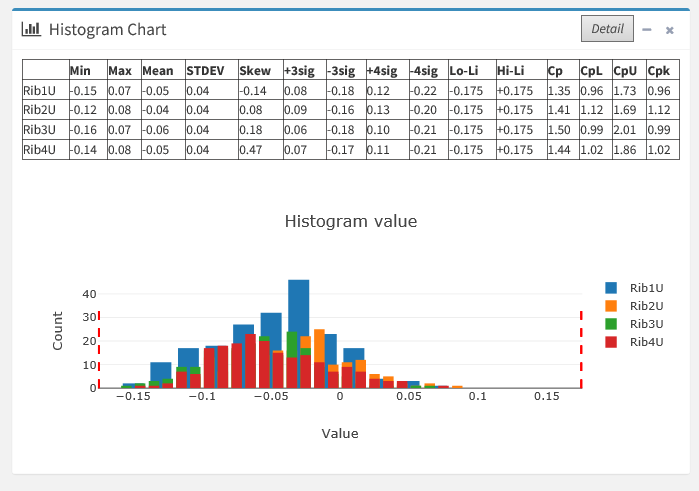 Histogram Chart Detail
Min Max Mean STDEV Skew +3sig -3sig +4sig -4sig Lo-Li Hi-Li Cp CpL CpU Cpk
Rib1U -0.15 0.07 -0.05 0.04 -0.14 0.08 -0.18 0.12 -0.22 -0.175 +0.175 1.35 0.96 1.73 0.96
Rib2U -0.12 0.08 -0.04 0.04 0.08 0.09 -0.16 0.13 -0.20 -0.175 +0.175 1.41 1.12 1.69 1.12
Rib3U -0.16 0.07 -0.06 0.04 0.18 0.06 -0.18 0.10 -0.21 -0.175 +0.175 1.50 0.99 2.01 0.99
Rib4U -0.14 0.08 -0.05 0.04 0.47 0.07 -0.17 0.11 -0.21 -0.175 +0.175 1.44 1.02 1.86 1.02
Histogram value
Count
40
30
20
10
0
−0.15 −0.1 −0.05 0 0.05 0.1 0.15
Value
Rib1U
Rib2U
Rib3U
Rib4U